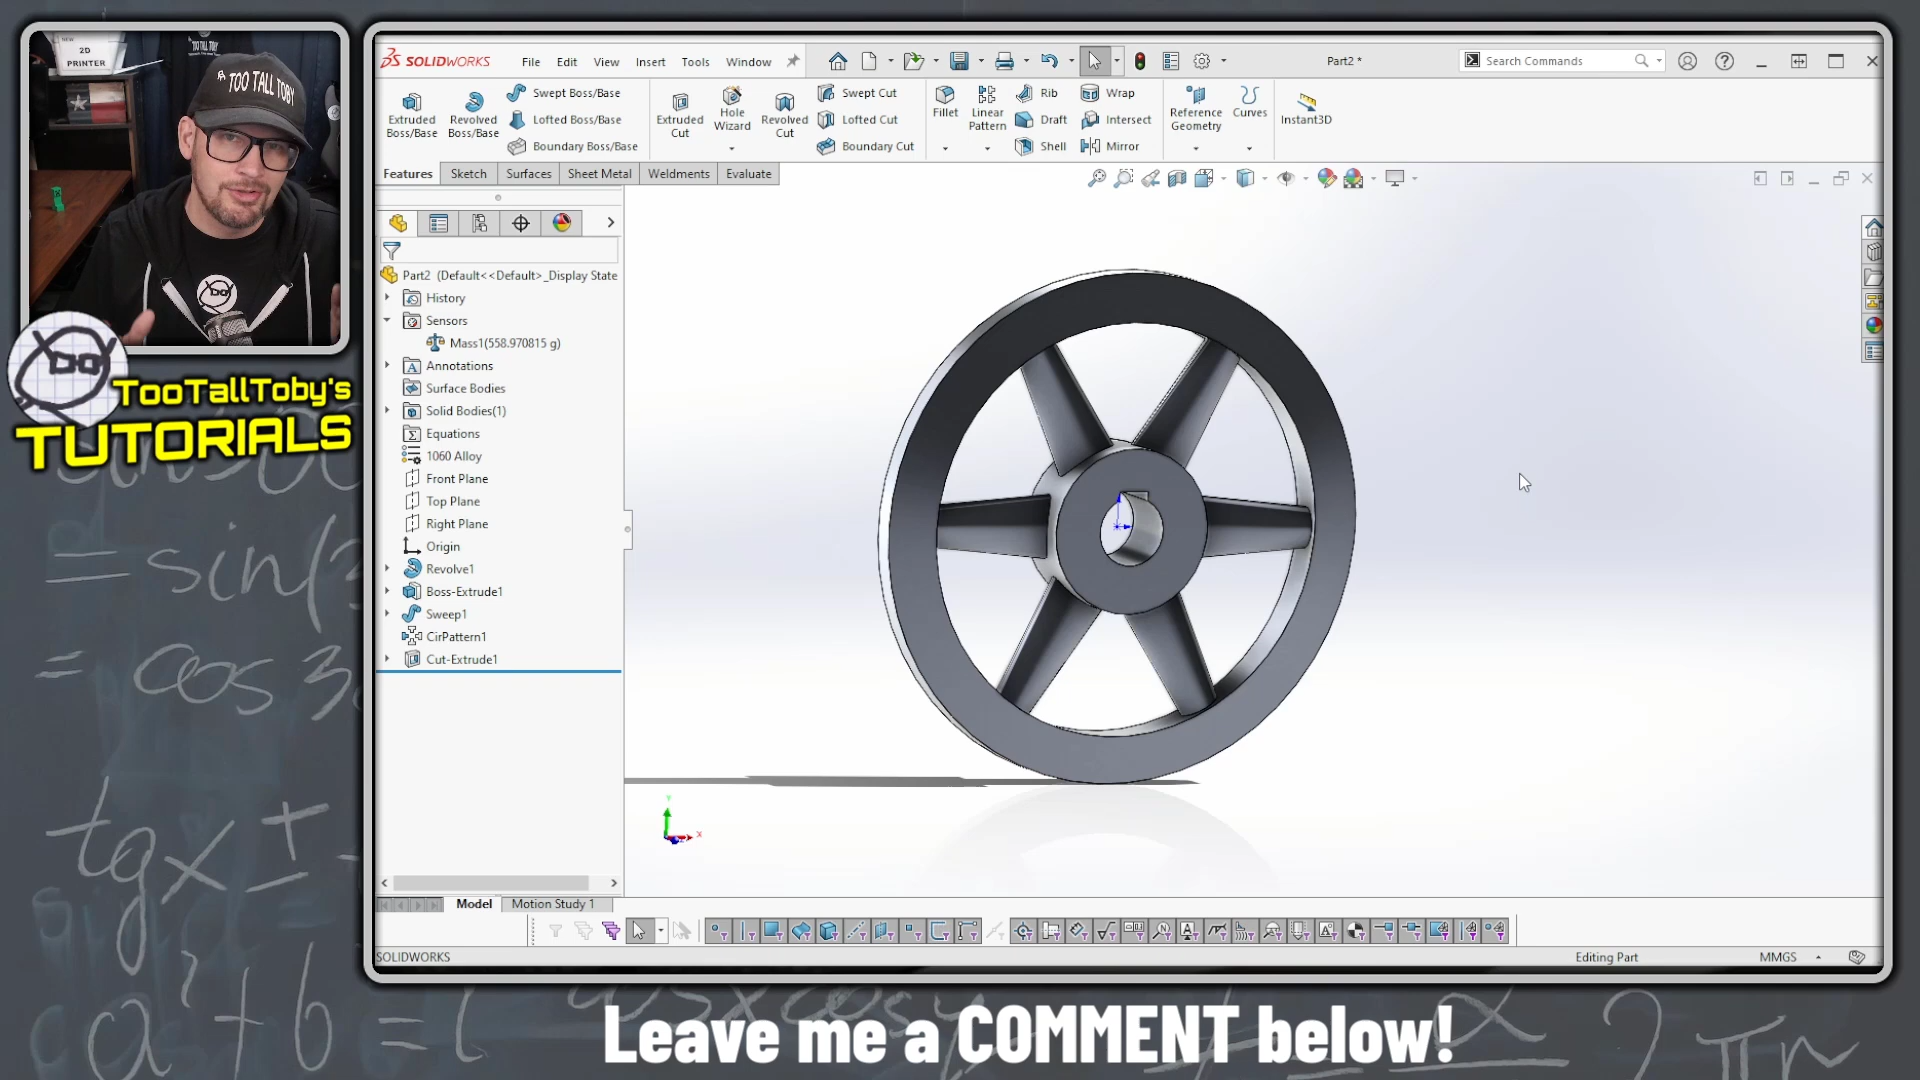 NEW
2D
PRINTER
TOO TALL TOBY
TooTallToby's
TUTORIALS
SOLIDWORKS
File Edit View Insert Tools Window
Part2 *
Search Commands
Extruded Boss/Base
Revolved Boss/Base
Swept Boss/Base
Lofted Boss/Base
Boundary Boss/Base
Extruded Cut
Hole Wizard
Revolved Cut
Swept Cut
Lofted Cut
Boundary Cut
Fillet
Linear Pattern
Rib
Draft
Shell
Wrap
Intersect
Mirror
Reference Geometry
Curves
Instant3D
Features Sketch Surfaces Sheet Metal Weldments Evaluate
Part2 (Default<<Default>_Display State
History
Sensors
Mass1(558.970815 g)
Annotations
Surface Bodies
Solid Bodies(1)
Equations
1060 Alloy
Front Plane
Top Plane
Right Plane
Origin
Revolve1
Boss-Extrude1
Sweep1
CirPattern1
Cut-Extrude1
Y
X
Model Motion Study 1
SOLIDWORKS
Editing Part
MMGS
= sin(3
= cos 3
tg x ±
a² + b =
Leave me a COMMENT below!